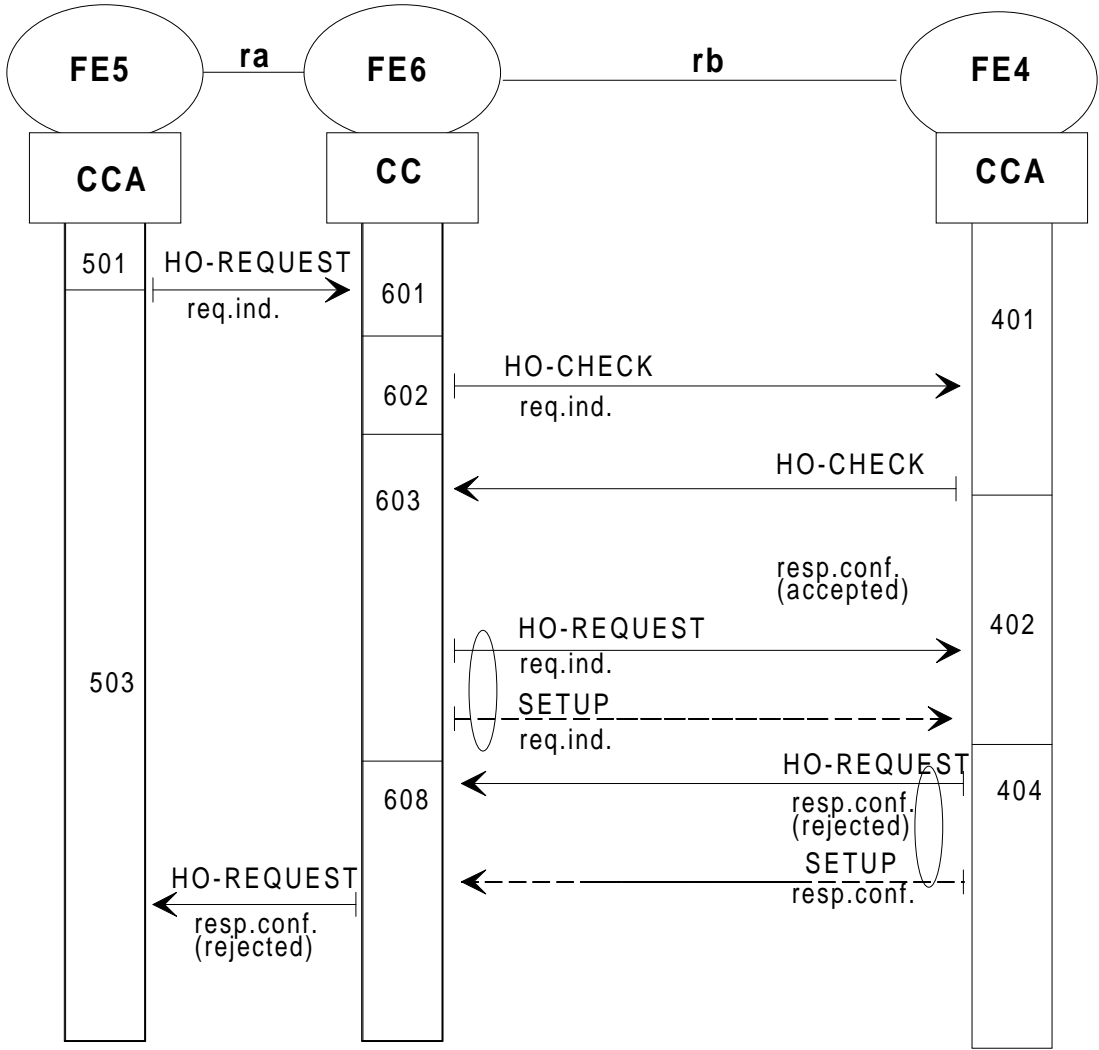 FE5
ra
FE6
rb
FE4
CCA
CC
CCA
501
HO-REQUEST
req.ind.
601
401
HO-CHECK
602
req.ind.
HO-CHECK
603
resp.conf.
(accepted)
HO-REQUEST
402
req.ind.
503
SETUP
req.ind.
HO-REQUEST
608
resp.conf.
(rejected)
404
SETUP
resp.conf.
HO-REQUEST
resp.conf.
(rejected)